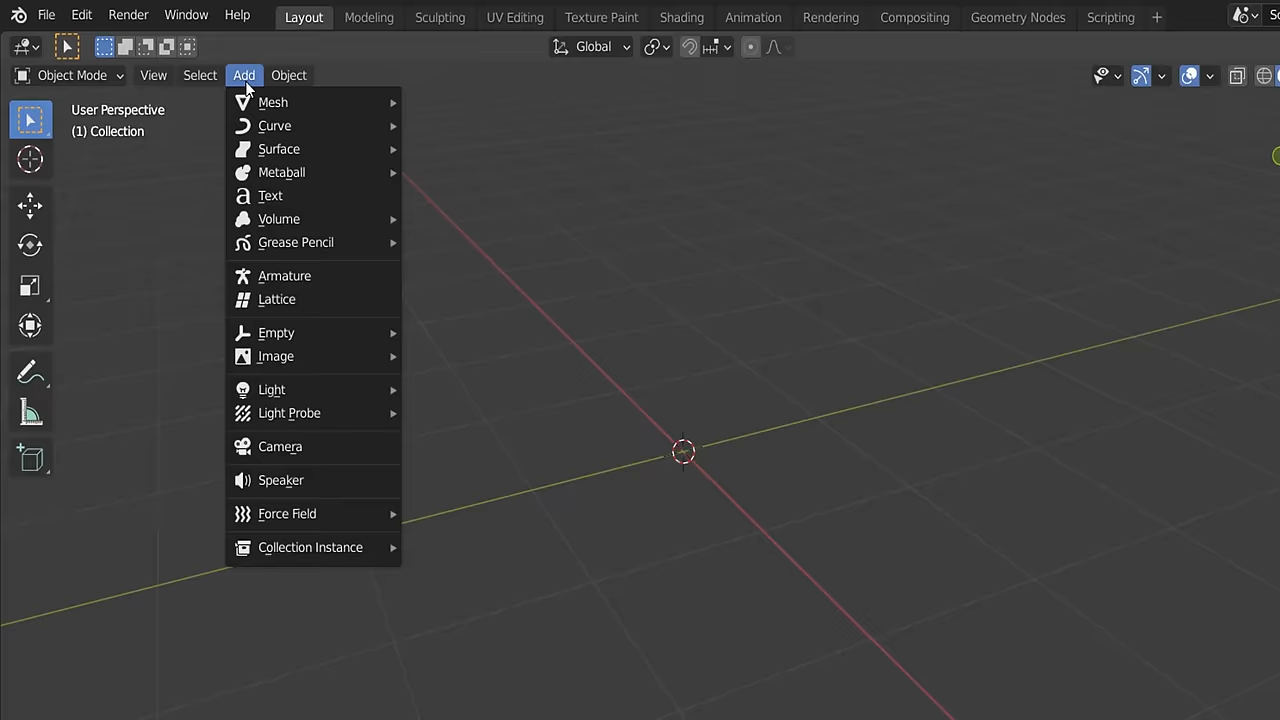 File Edit Render Window Help Layout Modeling Sculpting UV Editing Texture Paint Shading Animation Rendering Compositing Geometry Nodes Scripting +
Global
Object Mode View Select Add Object
User Perspective
(1) Collection
Mesh
Curve
Surface
Metaball
Text
Volume
Grease Pencil
Armature
Lattice
Empty
Image
Light
Light Probe
Camera
Speaker
Force Field
Collection Instance